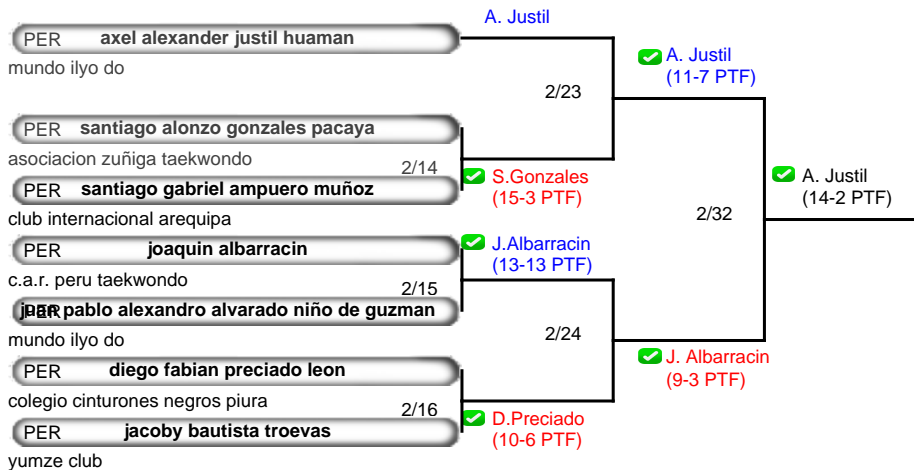 A. Justil
PER axel alexander justil huaman
mundo ilyo do
A. Justil
(11-7 PTF)
2/23
PER santiago alonzo gonzales pacaya
asociacion zuñiga taekwondo
2/14
S.Gonzales
(15-3 PTF)
PER santiago gabriel ampuero muñoz
club internacional arequipa
A. Justil
(14-2 PTF)
2/32
PER joaquin albarracin
c.a.r. peru taekwondo
J.Albarracin
(13-13 PTF)
2/15
PER juan pablo alexandro alvarado niño de guzman
mundo ilyo do
2/24
PER diego fabian preciado leon
colegio cinturones negros piura
J. Albarracin
(9-3 PTF)
2/16
D.Preciado
(10-6 PTF)
PER jacoby bautista troevas
yumze club